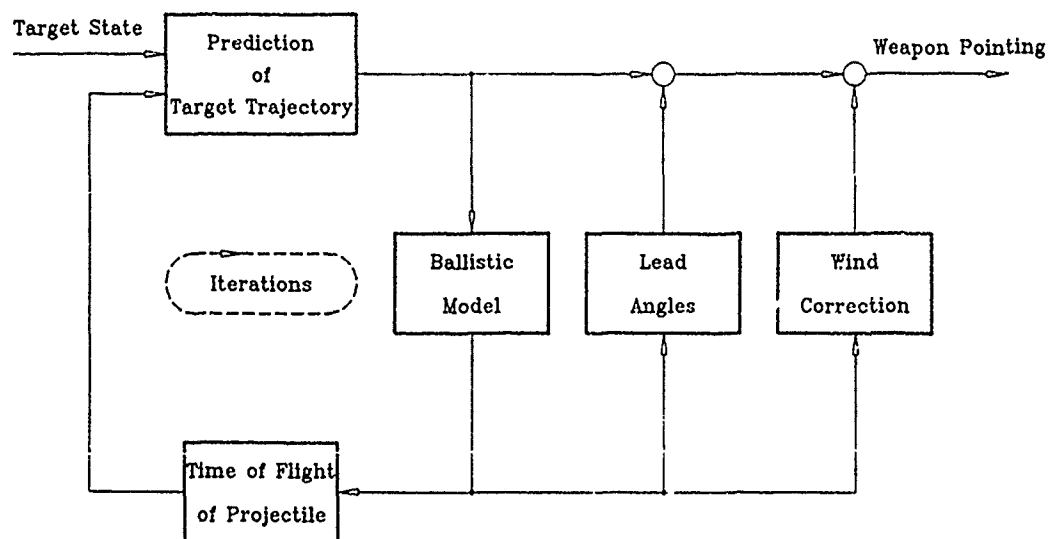 Target State
Prediction
of
Target Trajectory
Weapon Pointing
Iterations
Ballistic
Model
Lead
Angles
Wind
Correction
Time of Flight
of Projectile